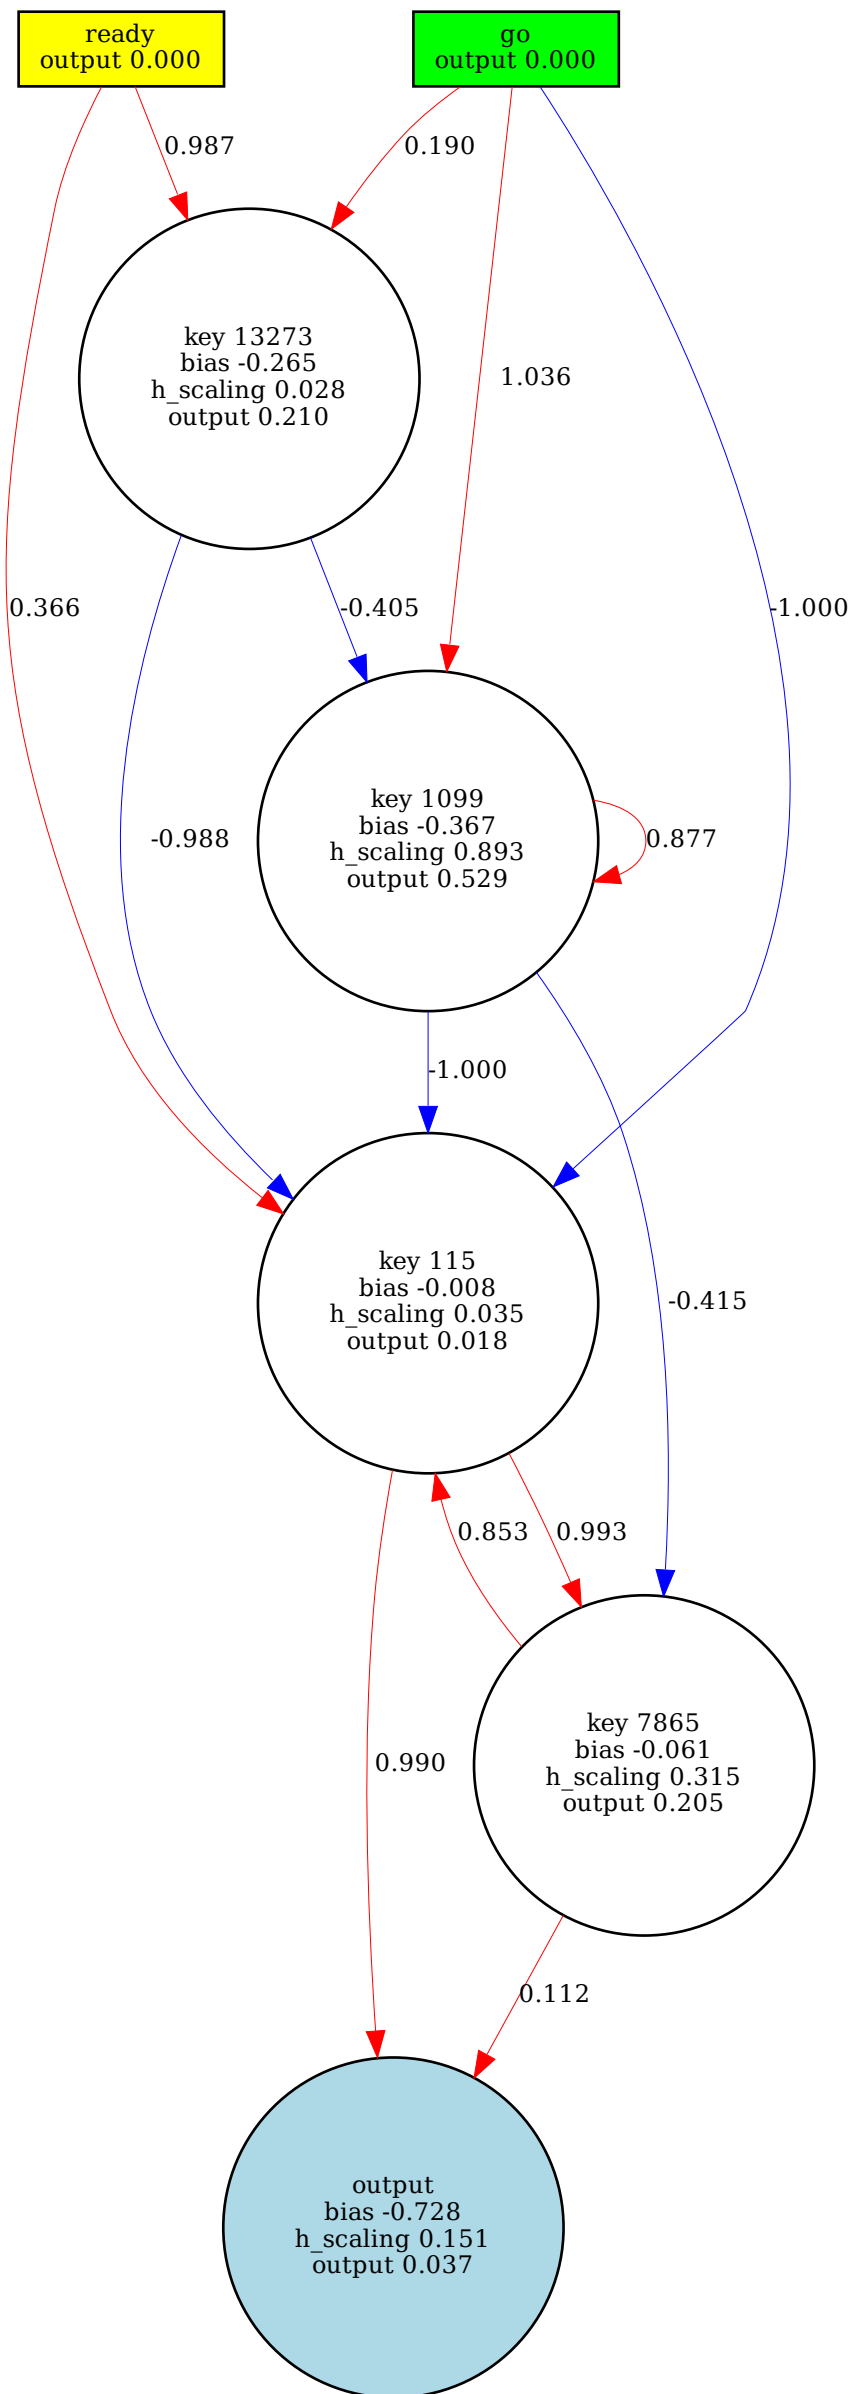 ready
output 0.000
go
output 0.000
0.987
0.190
key 13273
bias -0.265
h_scaling 0.028
output 0.210
1.036
0.366
-0.405
-1.000
key 1099
bias -0.367
h_scaling 0.893
output 0.529
-0.988
0.877
-1.000
key 115
bias -0.008
h_scaling 0.035
output 0.018
-0.415
0.853
0.993
key 7865
bias -0.061
h_scaling 0.315
output 0.205
0.990
0.112
output
bias -0.728
h_scaling 0.151
output 0.037